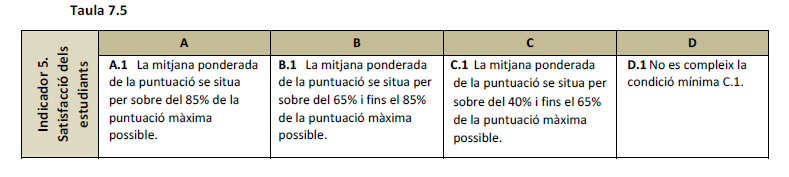 Taula 7.5
Indicador 5.
Satisfacció dels
estudiants
A
B
C
D
A.1 La mitjana ponderada
de la puntuació se situa
per sobre del 85% de la
puntuació màxima
possible.
B.1 La mitjana ponderada
de la puntuació se situa per
sobre del 65% i fins el 85%
de la puntuació màxima
possible.
C.1 La mitjana ponderada
de la puntuació se situa per
sobre del 40% i fins el 65%
de la puntuació màxima
possible.
D.1 No es compleix la
condició mínima C.1.